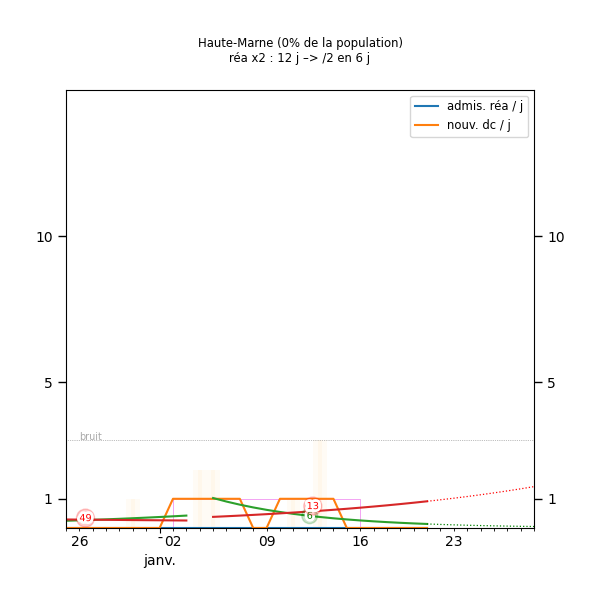 Haute-Marne (0% de la population)
réa x2 : 12 j –> /2 en 6 j
admis. réa / j
nouv. dc / j
10
10
5
5
bruit
1
1
49
13
6
26
02
09
16
23
janv.